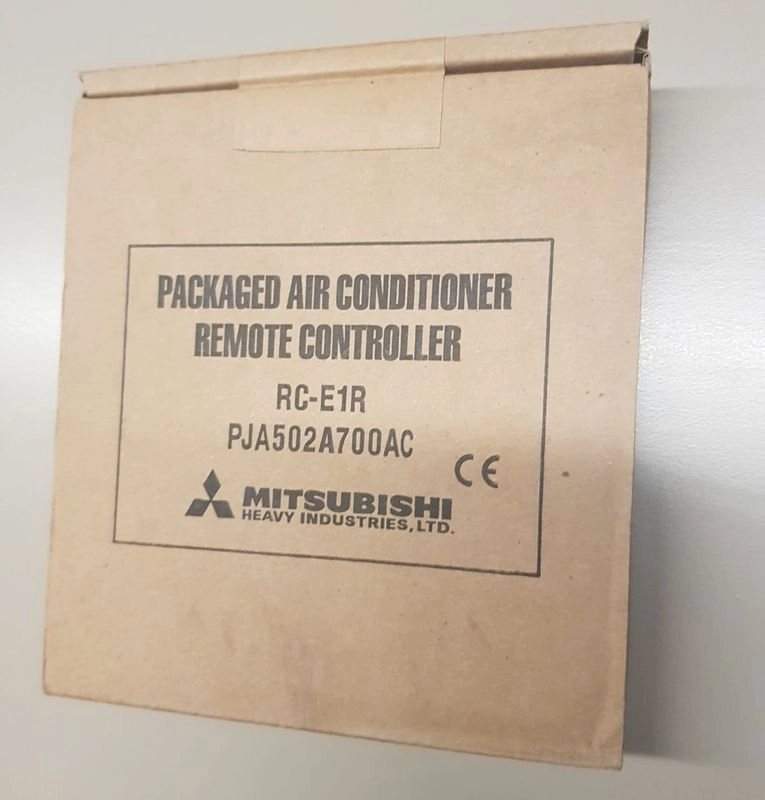 PACKAGED AIR CONDITIONER
REMOTE CONTROLLER
RC-E1R
PJA502A700AC
CE
MITSUBISHI
HEAVY INDUSTRIES, LTD.